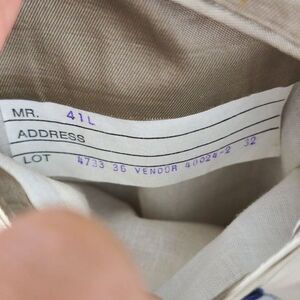 MR. 41L
ADDRESS
LOT 4733 36 VENDOR 40024-2 32